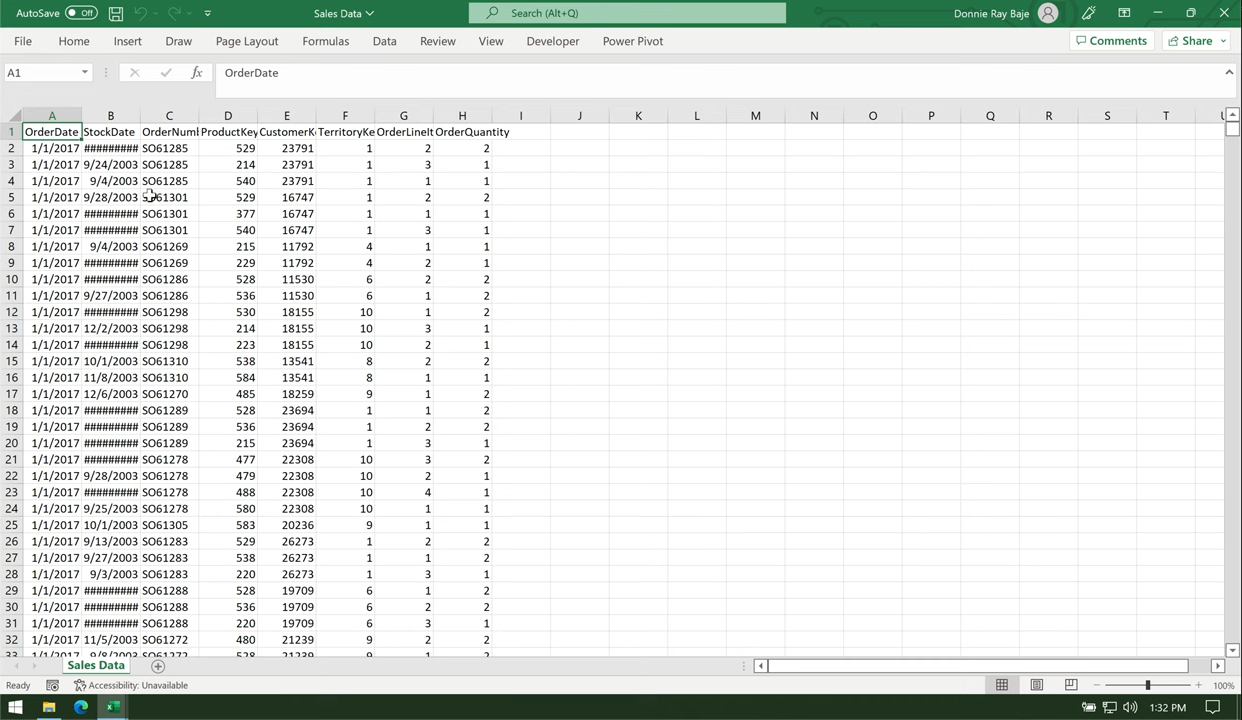 AutoSave Off Sales Data Search (Alt+Q) Donnie Ray Baje
File Home Insert Draw Page Layout Formulas Data Review View Developer Power Pivot Comments Share
A1 fx OrderDate
A B C D E F G H I J K L M N O P Q R S T U
1 OrderDate StockDate OrderNuml ProductKey CustomerK TerritoryKe OrderLineIt OrderQuantity
2 1/1/2017 ######### SO61285 529 23791 1 2 2
3 1/1/2017 9/24/2003 SO61285 214 23791 1 3 1
4 1/1/2017 9/4/2003 SO61285 540 23791 1 1 1
5 1/1/2017 9/28/2003 SO61301 529 16747 1 2 2
6 1/1/2017 ######### SO61301 377 16747 1 1 1
7 1/1/2017 ######### SO61301 540 16747 1 3 1
8 1/1/2017 9/4/2003 SO61269 215 11792 4 1 1
9 1/1/2017 ######### SO61269 229 11792 4 2 1
10 1/1/2017 ######### SO61286 528 11530 6 2 2
11 1/1/2017 9/27/2003 SO61286 536 11530 6 1 2
12 1/1/2017 ######### SO61298 530 18155 10 1 2
13 1/1/2017 12/2/2003 SO61298 214 18155 10 3 1
14 1/1/2017 ######### SO61298 223 18155 10 2 1
15 1/1/2017 10/1/2003 SO61310 538 13541 8 2 2
16 1/1/2017 11/8/2003 SO61310 584 13541 8 1 1
17 1/1/2017 12/6/2003 SO61270 485 18259 9 1 2
18 1/1/2017 ######### SO61289 528 23694 1 1 2
19 1/1/2017 ######### SO61289 536 23694 1 2 2
20 1/1/2017 ######### SO61289 215 23694 1 3 1
21 1/1/2017 ######### SO61278 477 22308 10 3 2
22 1/1/2017 9/28/2003 SO61278 479 22308 10 2 1
23 1/1/2017 ######### SO61278 488 22308 10 4 1
24 1/1/2017 9/25/2003 SO61278 580 22308 10 1 1
25 1/1/2017 10/1/2003 SO61305 583 20236 9 1 1
26 1/1/2017 9/13/2003 SO61283 529 26273 1 2 2
27 1/1/2017 9/27/2003 SO61283 538 26273 1 1 2
28 1/1/2017 9/3/2003 SO61283 220 26273 1 3 1
29 1/1/2017 ######### SO61288 528 19709 6 1 2
30 1/1/2017 ######### SO61288 536 19709 6 2 2
31 1/1/2017 ######### SO61288 220 19709 6 3 1
32 1/1/2017 11/5/2003 SO61272 480 21239 9 2 2
33 1/1/2017 9/8/2003 SO61272 528 21239 9 1 2
Sales Data
Ready Accessibility: Unavailable 100%
1:32 PM